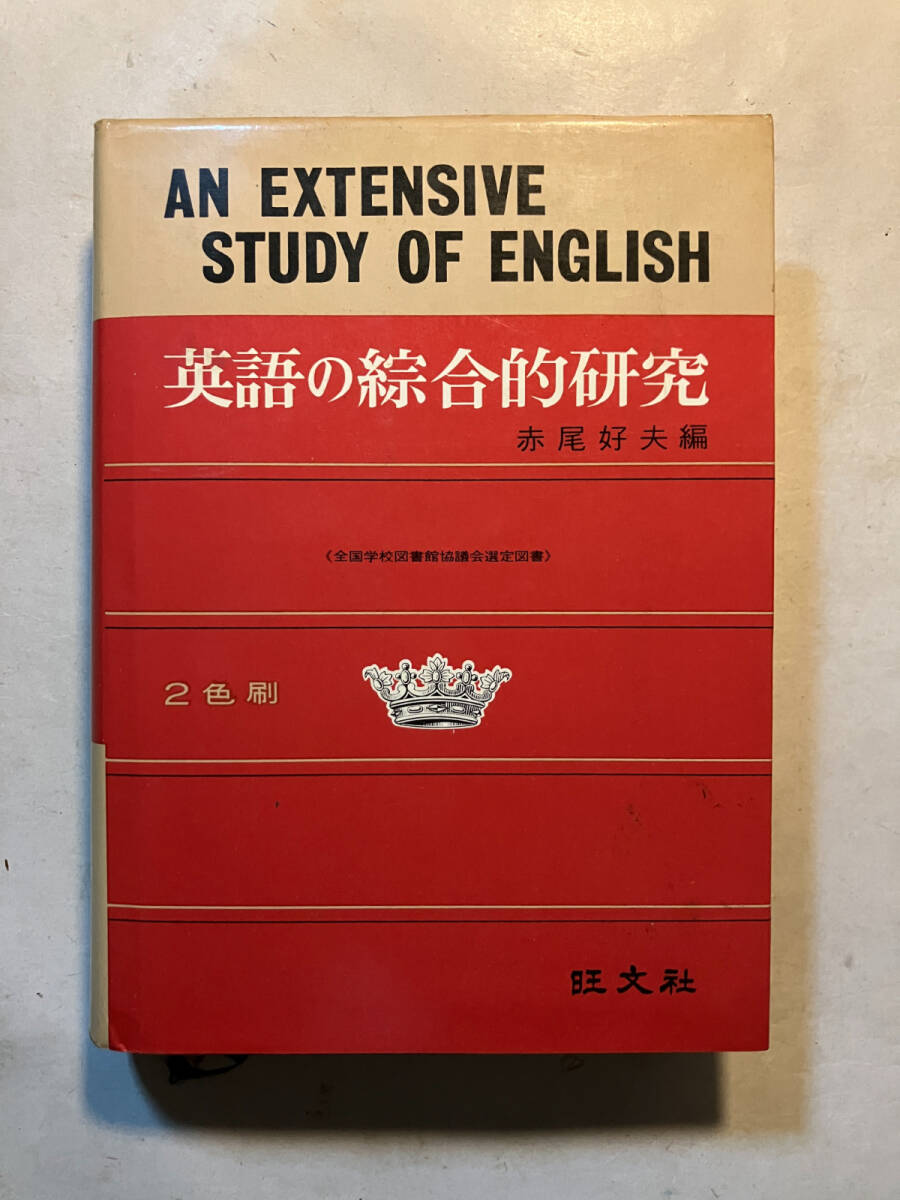 AN EXTENSIVE
STUDY OF ENGLISH
英語の綜合的研究
赤尾好夫編
《全国学校図書館協議会選定図書》
2色刷
旺文社